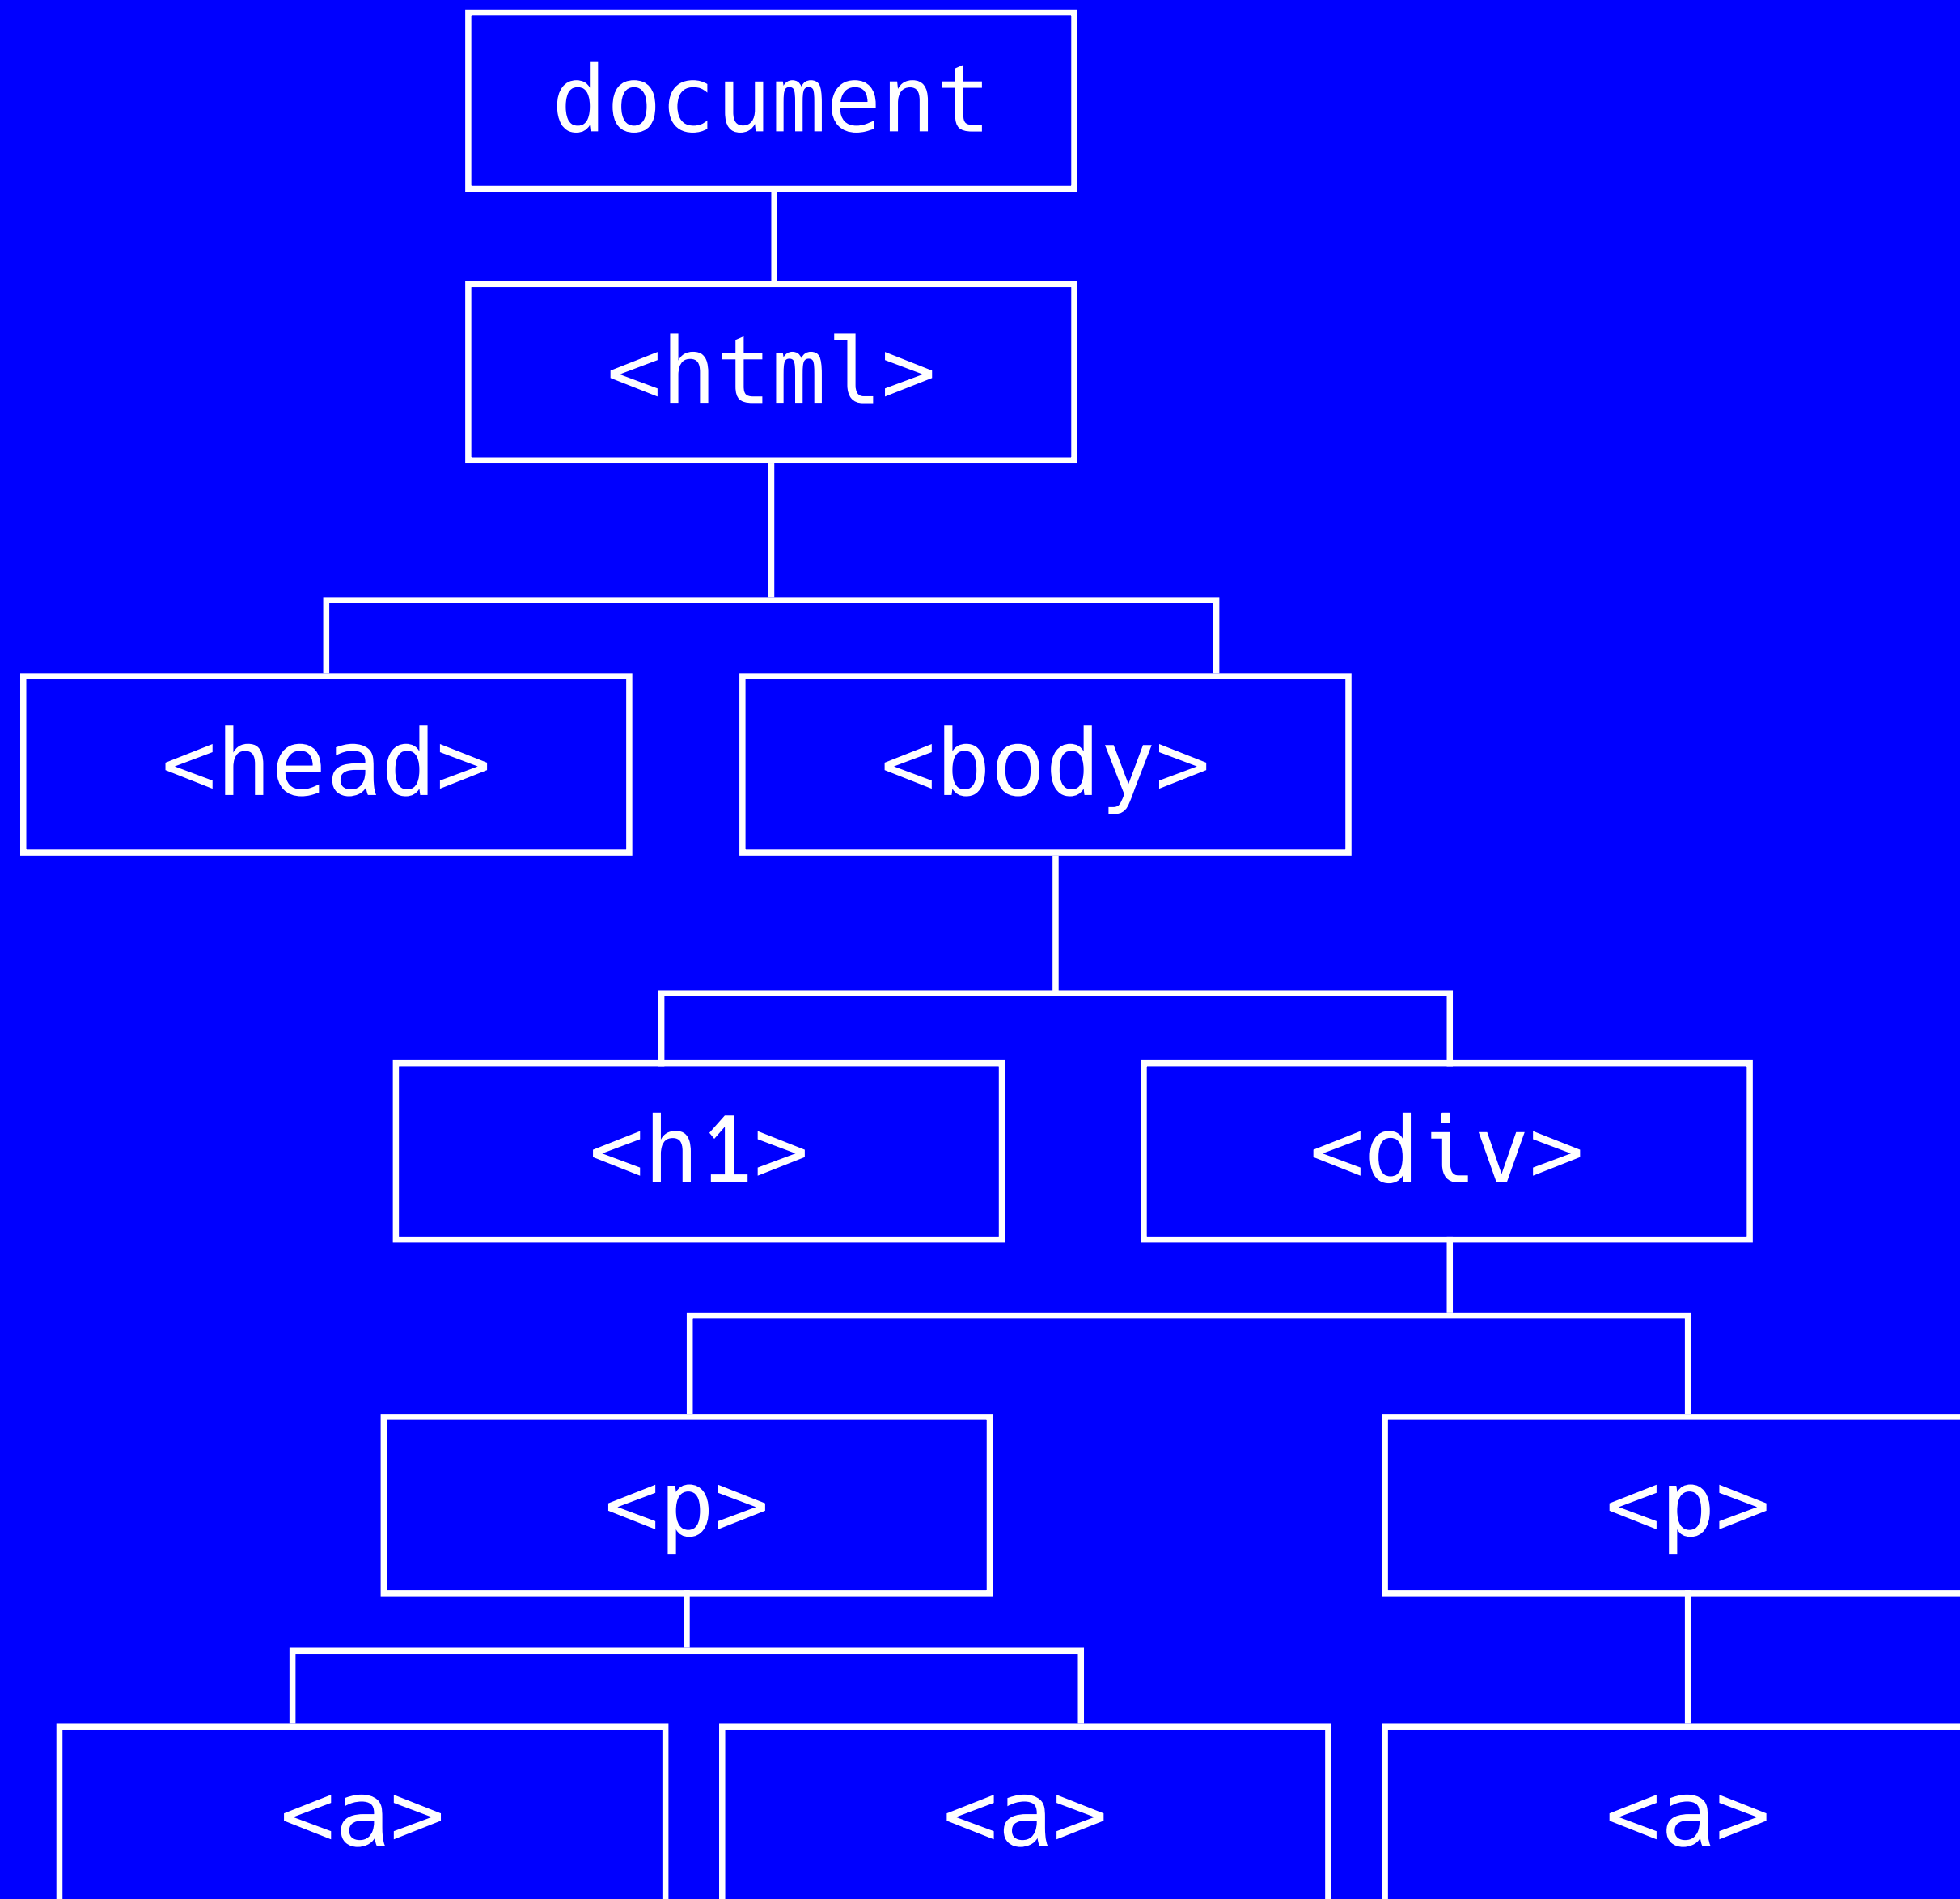 document
<html>
<head>
<body>
<h1>
<div>
<p>
<p>
<a>
<a>
<a>